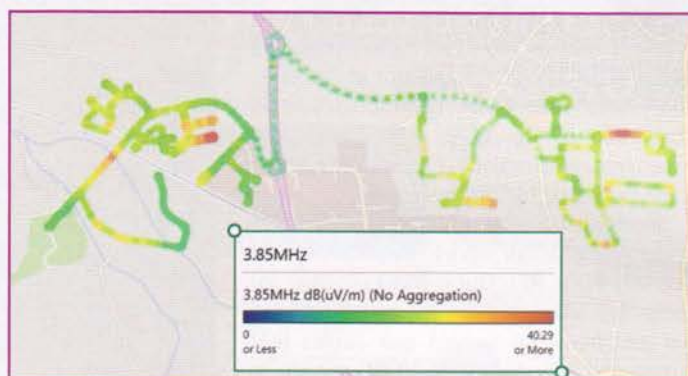 3.85MHz
3.85MHz dB(uV/m) (No Aggregation)
0 40.29
or Less or More